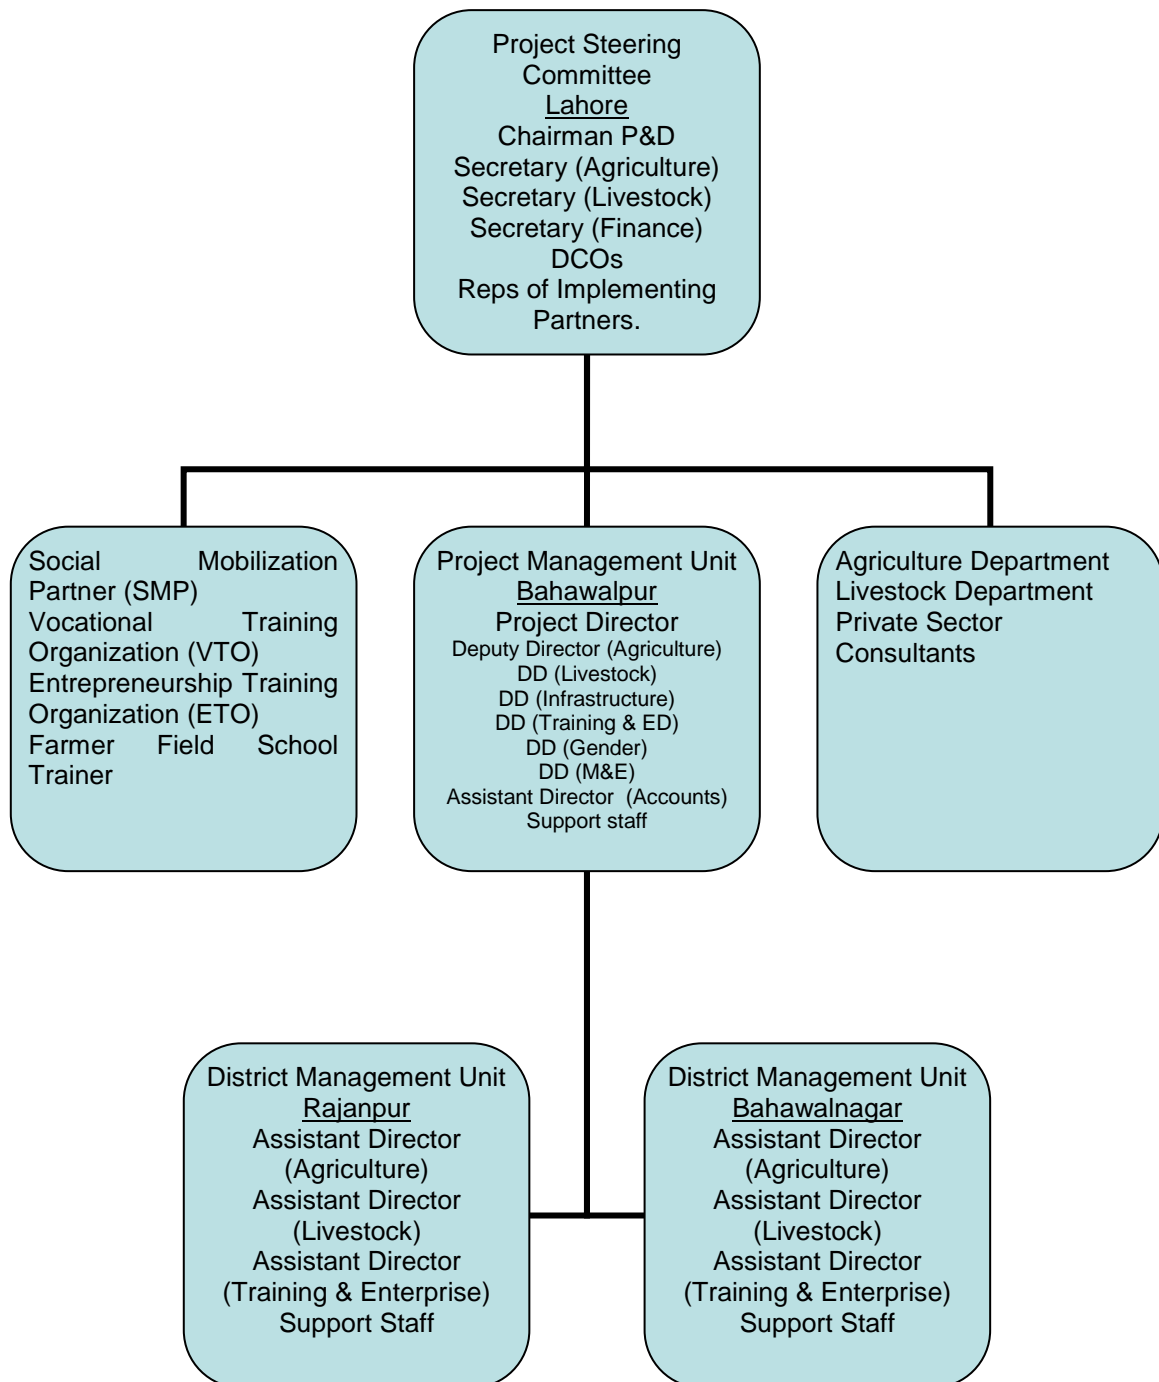 Project Steering
Committee
Lahore
Chairman P&D
Secretary (Agriculture)
Secretary (Livestock)
Secretary (Finance)
DCOs
Reps of Implementing
Partners.
Social Mobilization
Partner (SMP)
Vocational Training
Organization (VTO)
Entrepreneurship Training
Organization (ETO)
Farmer Field School
Trainer
Project Management Unit
Bahawalpur
Project Director
Deputy Director (Agriculture)
DD (Livestock)
DD (Infrastructure)
DD (Training & ED)
DD (Gender)
DD (M&E)
Assistant Director (Accounts)
Support staff
Agriculture Department
Livestock Department
Private Sector
Consultants
District Management Unit
Rajanpur
Assistant Director
(Agriculture)
Assistant Director
(Livestock)
Assistant Director
(Training & Enterprise)
Support Staff
District Management Unit
Bahawalnagar
Assistant Director
(Agriculture)
Assistant Director
(Livestock)
Assistant Director
(Training & Enterprise)
Support Staff